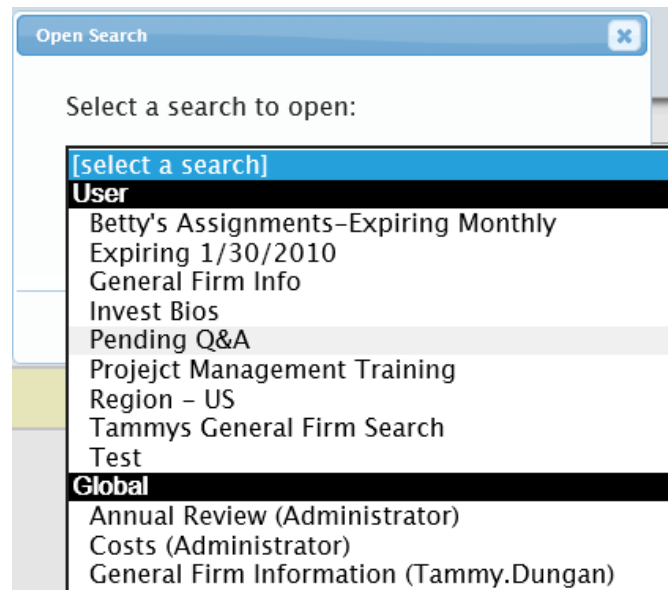 Open Search
Select a search to open:
[select a search]
User
Betty's Assignments-Expiring Monthly
Expiring 1/30/2010
General Firm Info
Invest Bios
Pending Q&A
Projejct Management Training
Region - US
Tammys General Firm Search
Test
Global
Annual Review (Administrator)
Costs (Administrator)
General Firm Information (Tammy.Dungan)